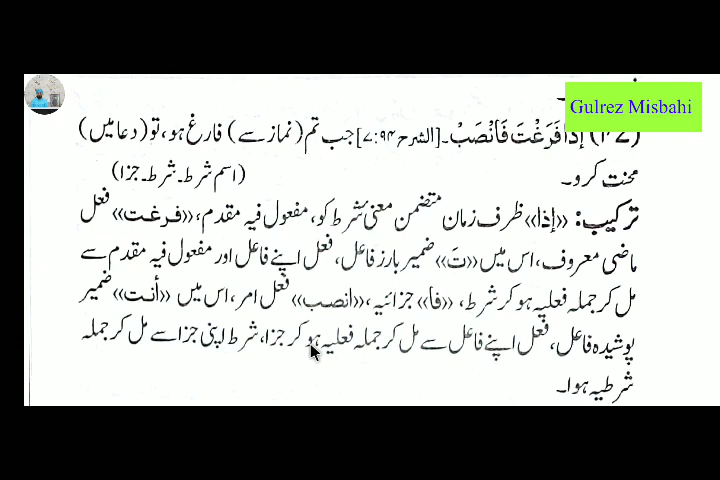 Gulrez Misbahi
إِذَا فَرَغْتَ فَانْصَبْ۔ [الشرح ۹۴:۷] جب تم (نماز سے) فارغ ہو، تو (دعا میں)
محنت کرو۔ (اسم شرط۔ شرط۔ جزا)
ترکیب: «إذا» ظرف زمان متضمن معنی شرط کو، مفعول فیہ مقدم، «فرغت» فعل
ماضی معروف، اس میں «تَ» ضمیر بارز فاعل، فعل اپنے فاعل اور مفعول فیہ مقدم سے
مل کر جملہ فعلیہ ہو کر شرط، «فا» جزائیہ، «انصب» فعل امر، اس میں «أنت» ضمیر
پوشیدہ فاعل، فعل اپنے فاعل سے مل کر جملہ فعلیہ ہو کر جزا، شرط اپنی جزا سے مل کر جملہ
شرطیہ ہوا۔